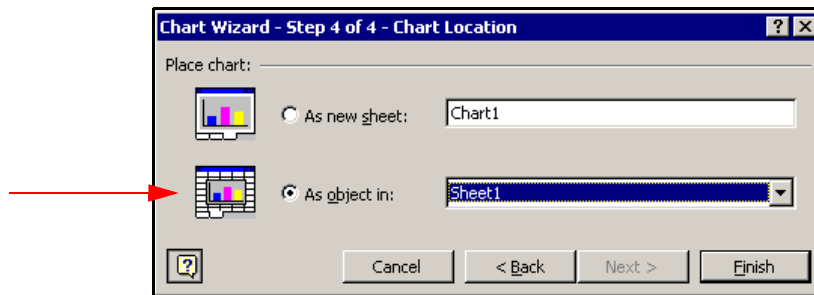 Chart Wizard - Step 4 of 4 - Chart Location
Place chart:
As new sheet: Chart1
As object in: Sheet1
Cancel < Back Next > Finish